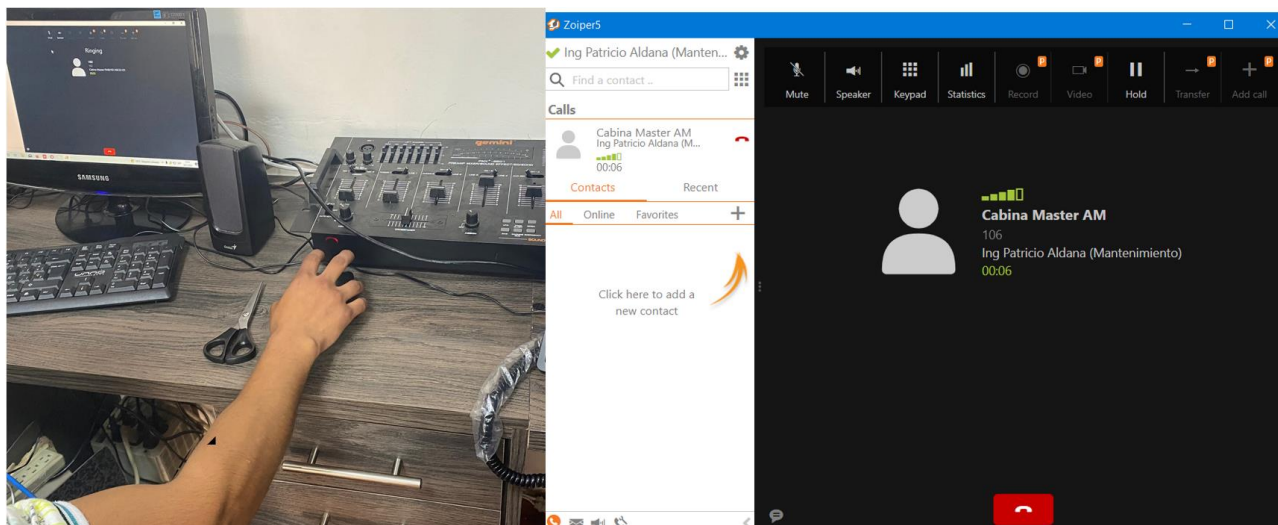 Ringing
SAMSUNG
gemini
Zoiper5
Ing Patricio Aldana (Manten...
Find a contact ..
Calls
Cabina Master AM
Ing Patricio Aldana (M...
00:06
Contacts
Recent
All
Online
Favorites
Click here to add a
new contact
Mute
Speaker
Keypad
Statistics
Record
Video
Hold
Transfer
Add call
P
P
P
P
Cabina Master AM
106
Ing Patricio Aldana (Mantenimiento)
00:06